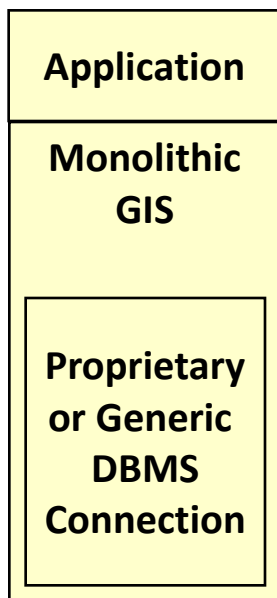 Application
Monolithic
GIS
Proprietary
or Generic
DBMS
Connection